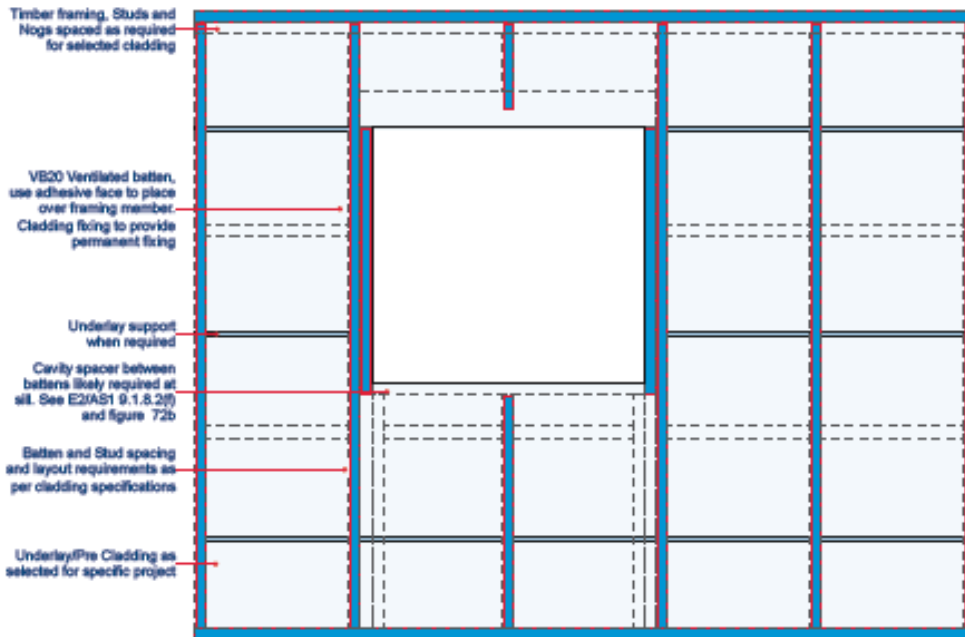 Timber framing, Studs and
Nogs spaced as required
for selected cladding
VB20 Ventilated batten,
use adhesive face to place
over framing member.
Cladding fixing to provide
permanent fixing
Underlay support
when required
Cavity spacer between
battens likely required at
sill. See E2/AS1 9.1.8.2(f)
and figure 72b
Batten and Stud spacing
and layout requirements as
per cladding specifications
Underlay/Pre Cladding as
selected for specific project